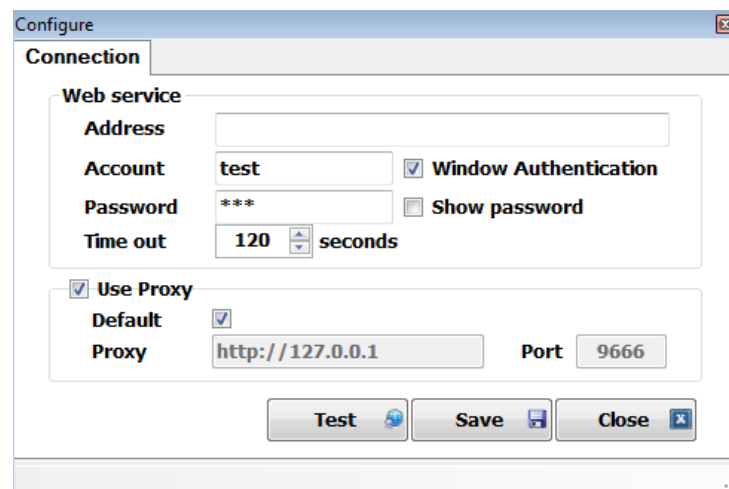 Configure
Connection
Web service
Address
Account test Window Authentication
Password *** Show password
Time out 120 seconds
Use Proxy
Default
Proxy http://127.0.0.1 Port 9666
Test Save Close